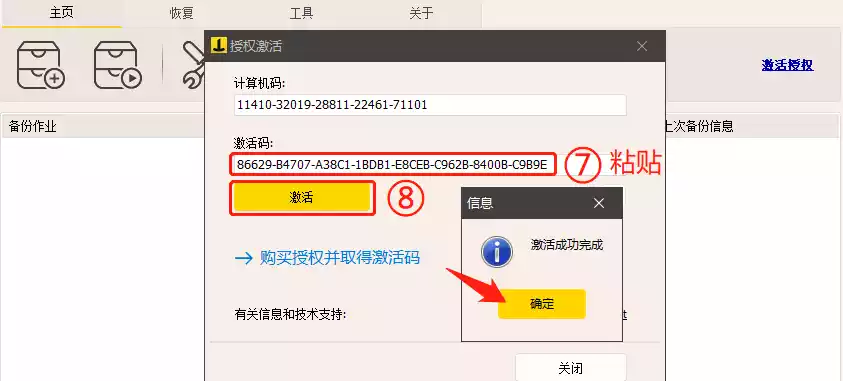 主页 恢复 工具 关于
授权激活
激活授权
计算机码:
11410-32019-28811-22461-71101
备份作业
上次备份信息
激活码:
86629-B4707-A38C1-1BDB1-E8CEB-C962B-8400B-C9B9E
⑦ 粘贴
激活
⑧
信息
激活成功完成
购买授权并取得激活码
确定
有关信息和技术支持:
关闭